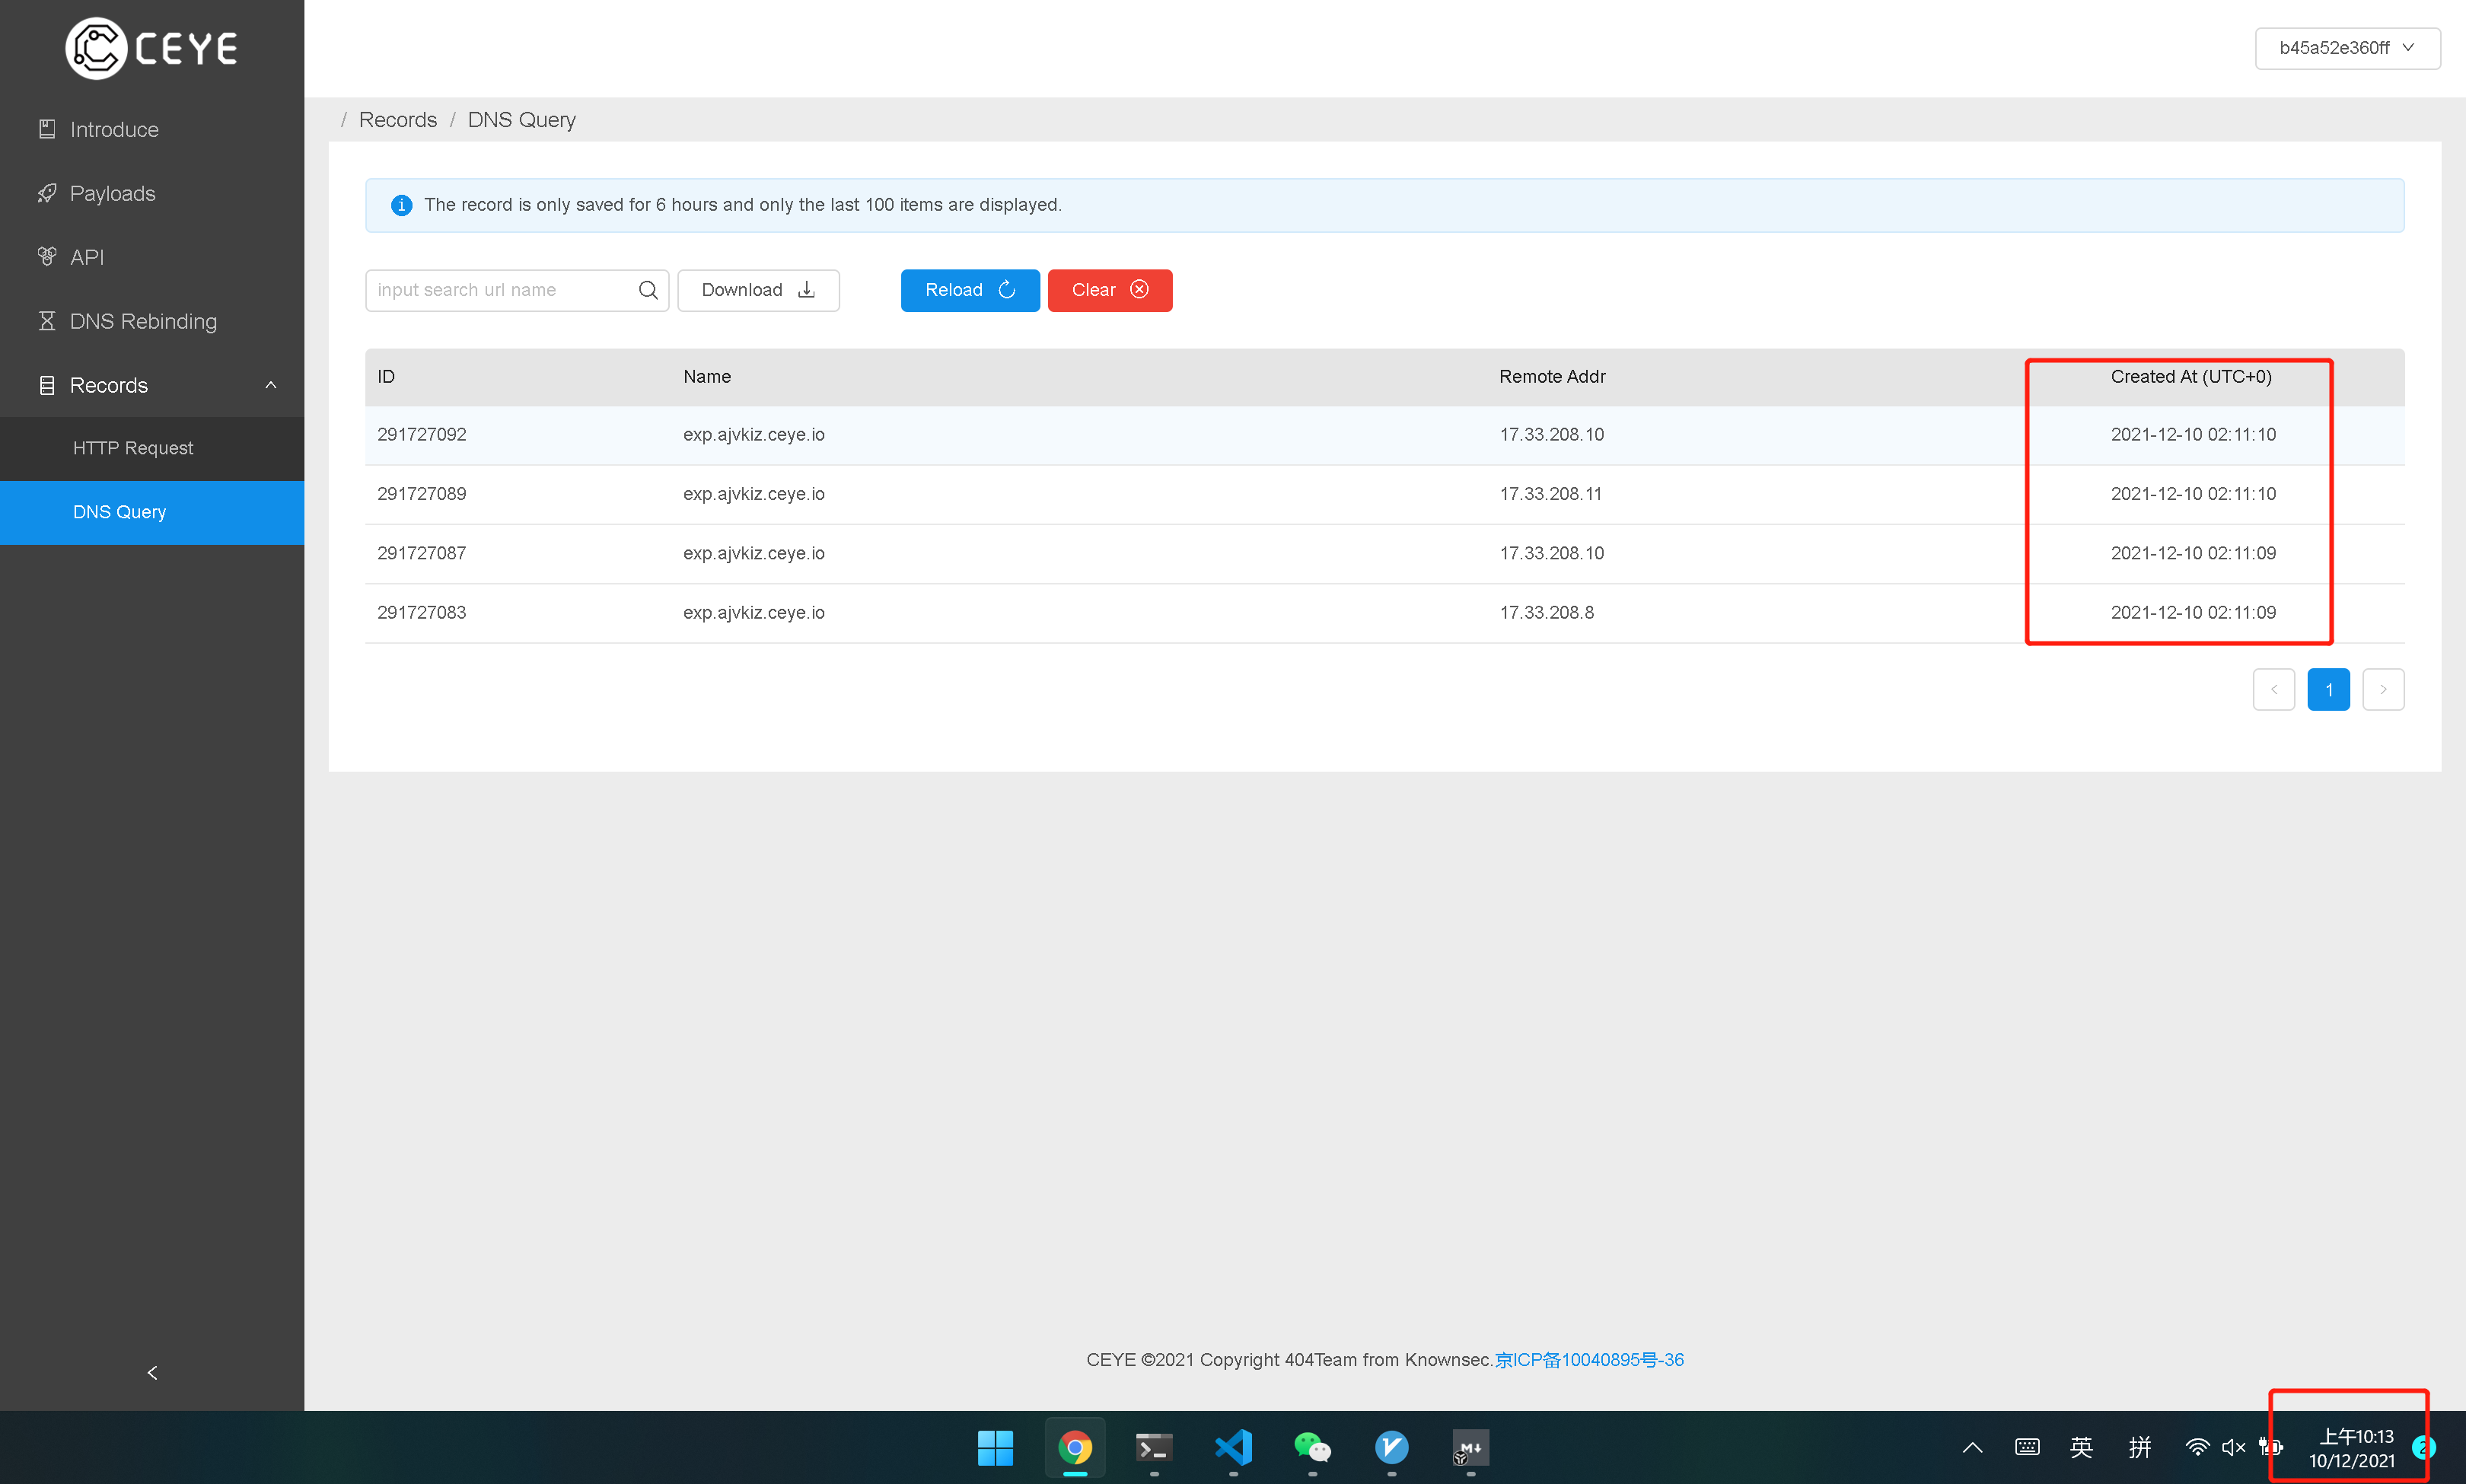 CEYE
b45a52e360ff
Introduce
Payloads
API
DNS Rebinding
Records
HTTP Request
DNS Query
/ Records / DNS Query
The record is only saved for 6 hours and only the last 100 items are displayed.
input search url name
Download
Reload
Clear
ID Name Remote Addr Created At (UTC+0)
291727092 exp.ajvkiz.ceye.io 17.33.208.10 2021-12-10 02:11:10
291727089 exp.ajvkiz.ceye.io 17.33.208.11 2021-12-10 02:11:10
291727087 exp.ajvkiz.ceye.io 17.33.208.10 2021-12-10 02:11:09
291727083 exp.ajvkiz.ceye.io 17.33.208.8 2021-12-10 02:11:09
1
CEYE ©2021 Copyright 404Team from Knownsec.京ICP备10040895号-36
英 拼
上午10:13
10/12/2021
2